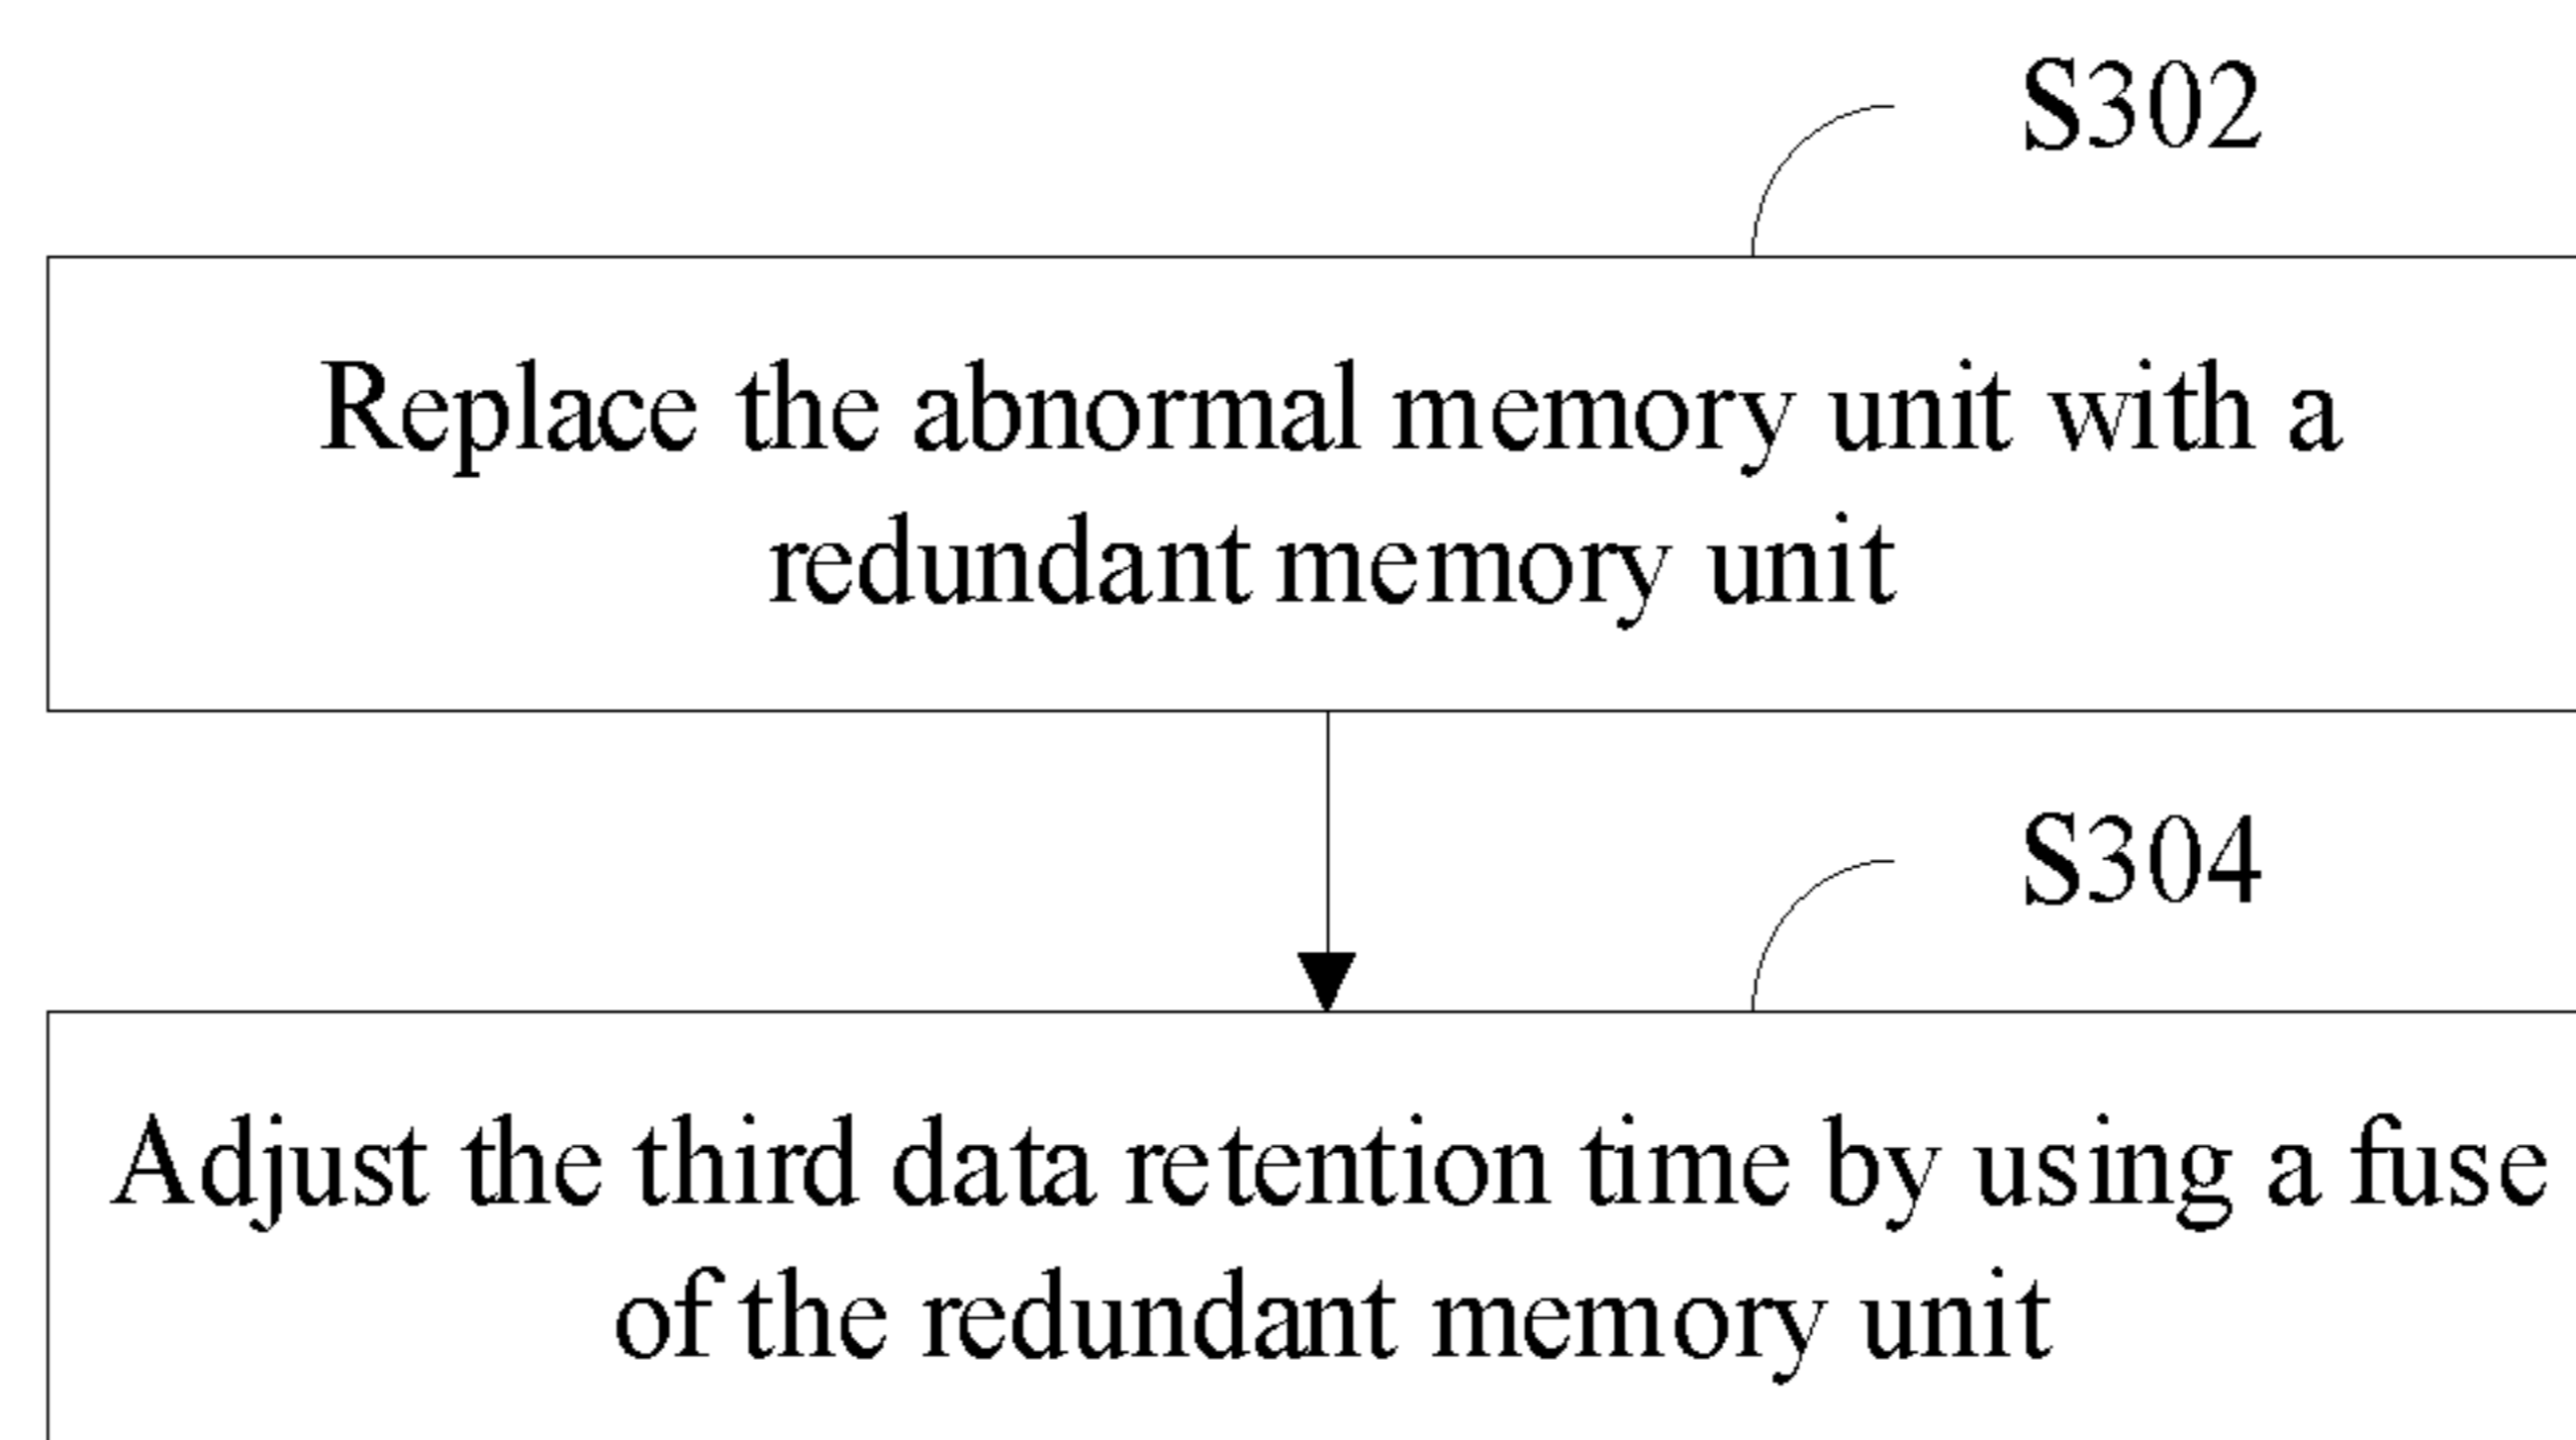 S302
Replace the abnormal memory unit with a
redundant memory unit
S304
Adjust the third data retention time by using a fuse
of the redundant memory unit